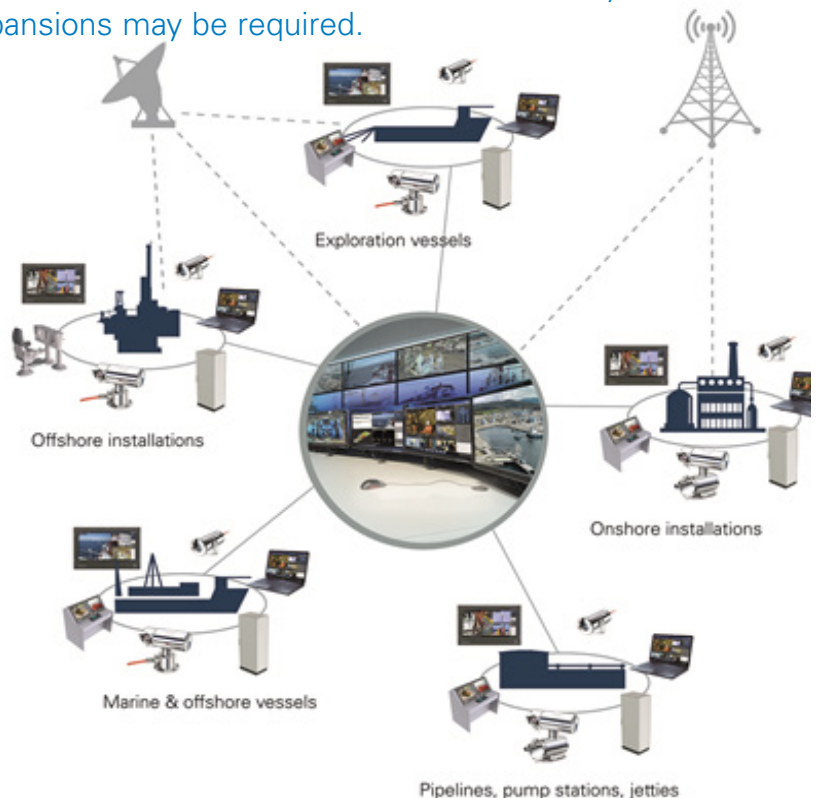 pansions may be required.
Exploration vessels
Offshore installations
Onshore installations
Marine & offshore vessels
Pipelines, pump stations, jetties